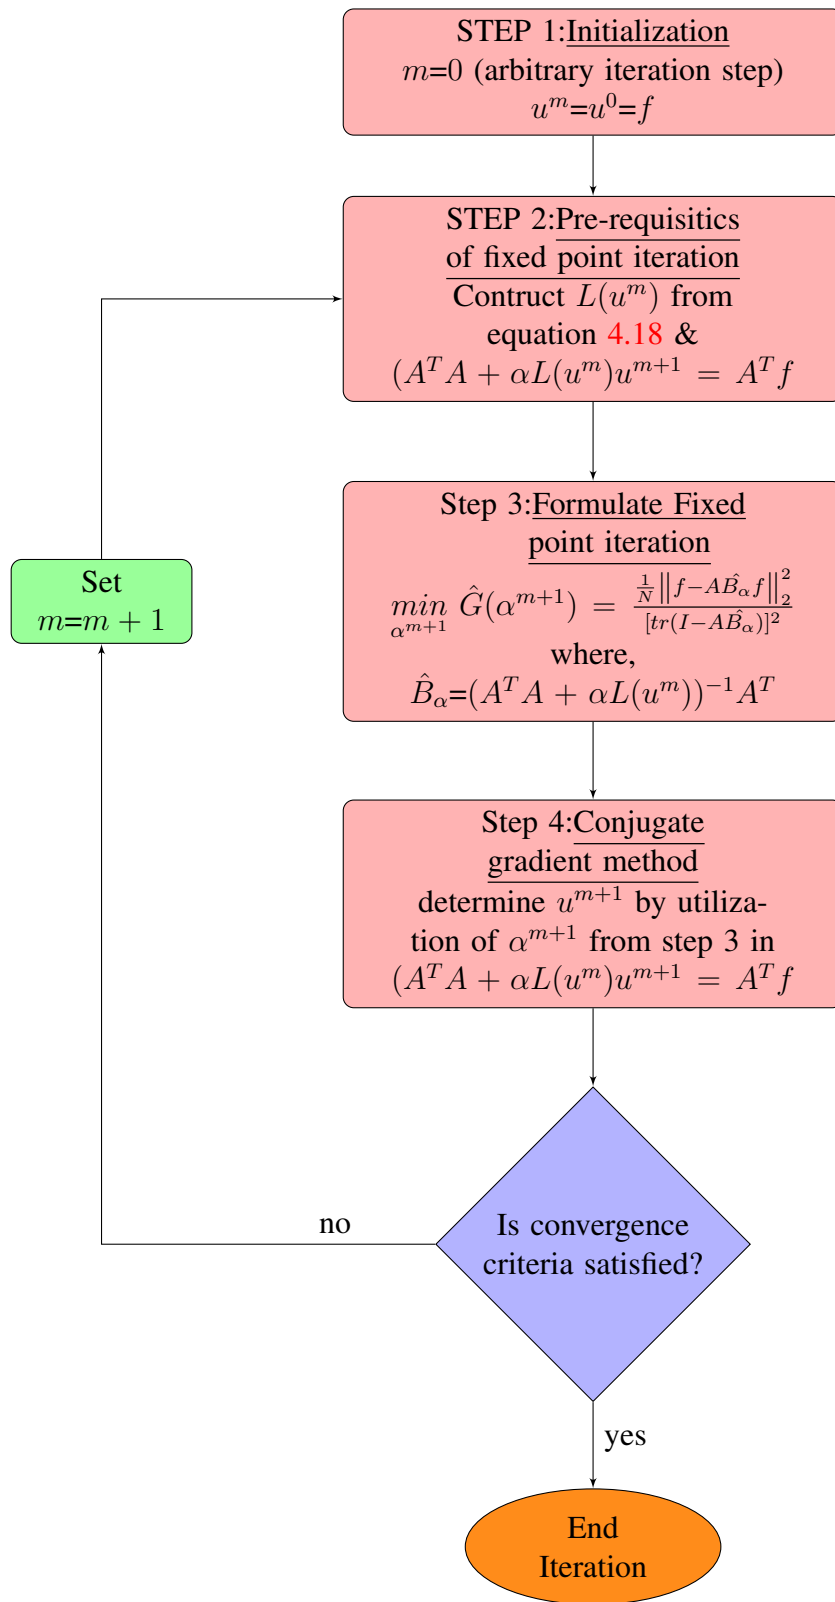 STEP 1:Initialization
m=0 (arbitrary iteration step)
u^m=u^0=f
STEP 2:Pre-requisitics
of fixed point iteration
Contruct L(u^m) from
equation 4.18 &
(A^T A + αL(u^m)u^{m+1} = A^T f
Step 3:Formulate Fixed
point iteration
min_{α^{m+1}} Ĝ(α^{m+1}) = \frac{\frac{1}{N}‖f−AB̂_α f‖_2^2}{[tr(I−AB̂_α)]^2}
where,
B̂_α=(A^T A + αL(u^m))^{−1}A^T
Set
m=m + 1
Step 4:Conjugate
gradient method
determine u^{m+1} by utiliza-
tion of α^{m+1} from step 3 in
(A^T A + αL(u^m)u^{m+1} = A^T f
no
Is convergence
criteria satisfied?
yes
End
Iteration